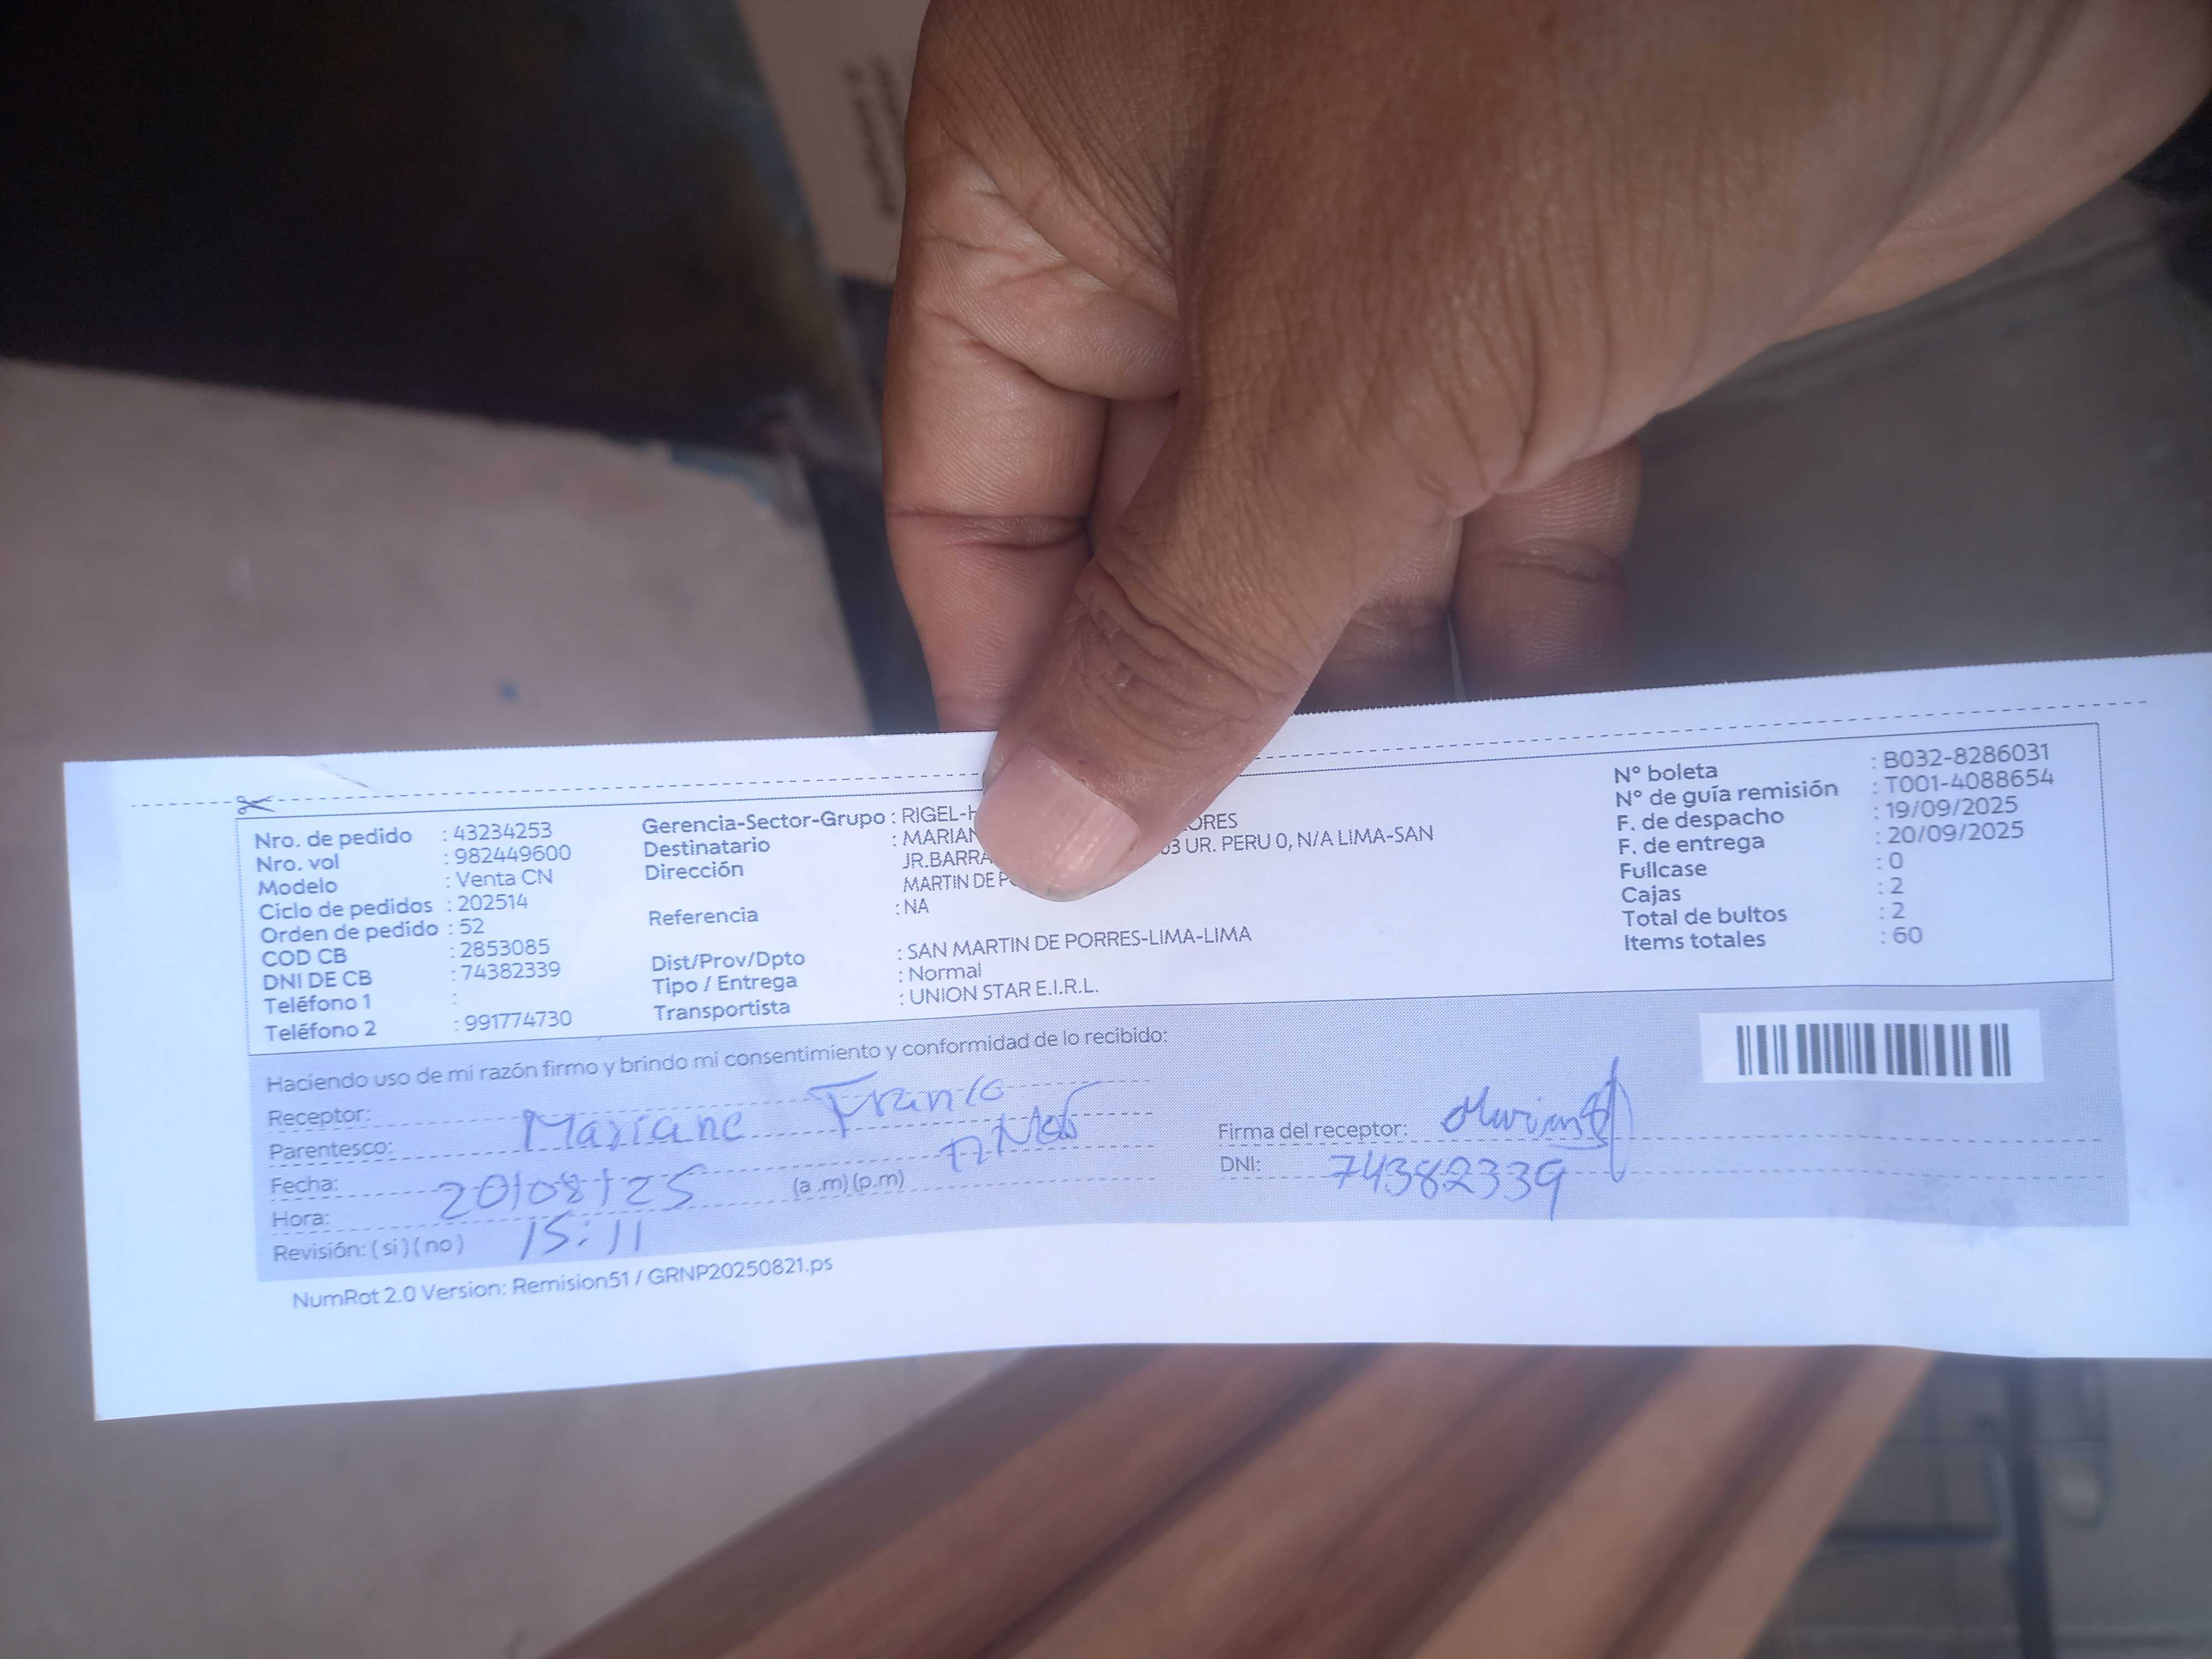 Nro. de pedido : 43234253
Nro. vol : 982449600
Modelo : Venta CN
Ciclo de pedidos : 202514
Orden de pedido : 52
COD CB : 2853085
DNI DE CB : 74382339
Teléfono 1 :
Teléfono 2 : 991774730
Gerencia-Sector-Grupo : RIGEL-
Destinatario : MARIAN ORES
Dirección JR.BARRA 03 UR. PERU 0, N/A LIMA-SAN
MARTIN DE
Referencia : NA
Dist/Prov/Dpto : SAN MARTIN DE PORRES-LIMA-LIMA
Tipo / Entrega : Normal
Transportista : UNION STAR E.I.R.L.
N° boleta : B032-8286031
N° de guía remisión : T001-4088654
F. de despacho : 19/09/2025
F. de entrega : 20/09/2025
Fullcase : 0
Cajas : 2
Total de bultos : 2
Items totales : 60
Haciendo uso de mi razón firmo y brindo mi consentimiento y conformidad de lo recibido:
Receptor:
Parentesco: Mariane Franco
Fecha: 20/08/25 (a .m) (p.m)
Hora:
Revisión: ( si ) ( no ) 15:11
Firma del receptor:
DNI: 74382339
NumRot 2.0 Version: Remision51 / GRNP20250821.ps